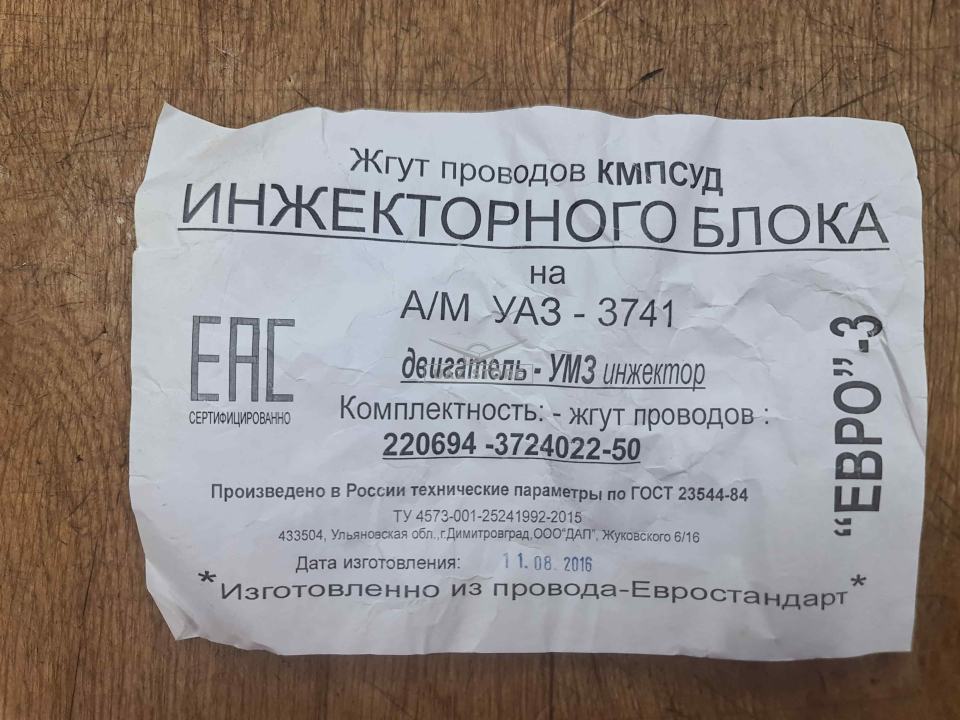 Жгут проводов КМПСУД
ИНЖЕКТОРНОГО БЛОКА
на
А/М УАЗ - 3741
двигатель - УМЗ инжектор
Комплектность: - жгут проводов :
220694 -3724022-50
ЕАС
СЕРТИФИЦИРОВАННО
“ЕВРО”-3
Произведено в России технические параметры по ГОСТ 23544-84
ТУ 4573-001-25241992-2015
433504, Ульяновская обл.,г.Димитровград,ООО"ДАП", Жуковского 6/16
Дата изготовления: 11.08.2016
*Изготовленно из провода-Евростандарт*